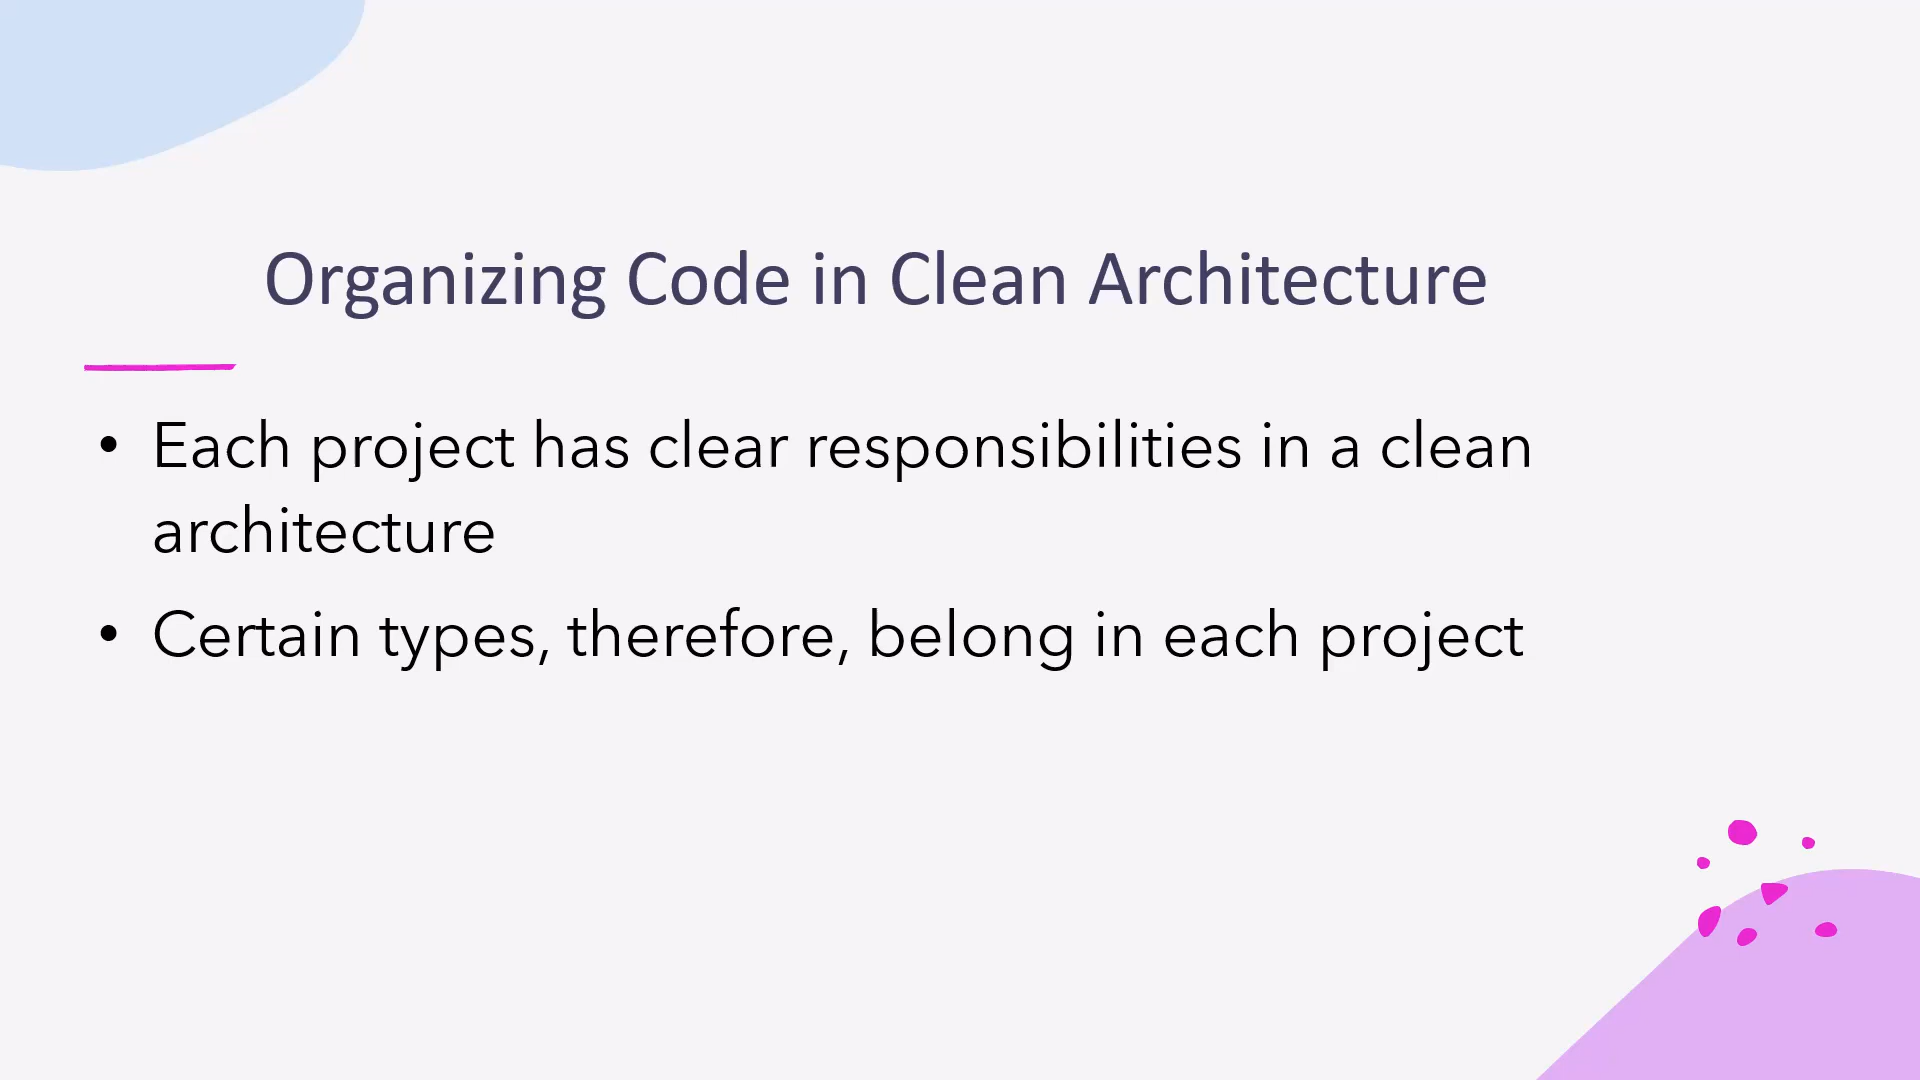 Organizing Code in Clean Architecture
• Each project has clear responsibilities in a clean
architecture
• Certain types, therefore, belong in each project